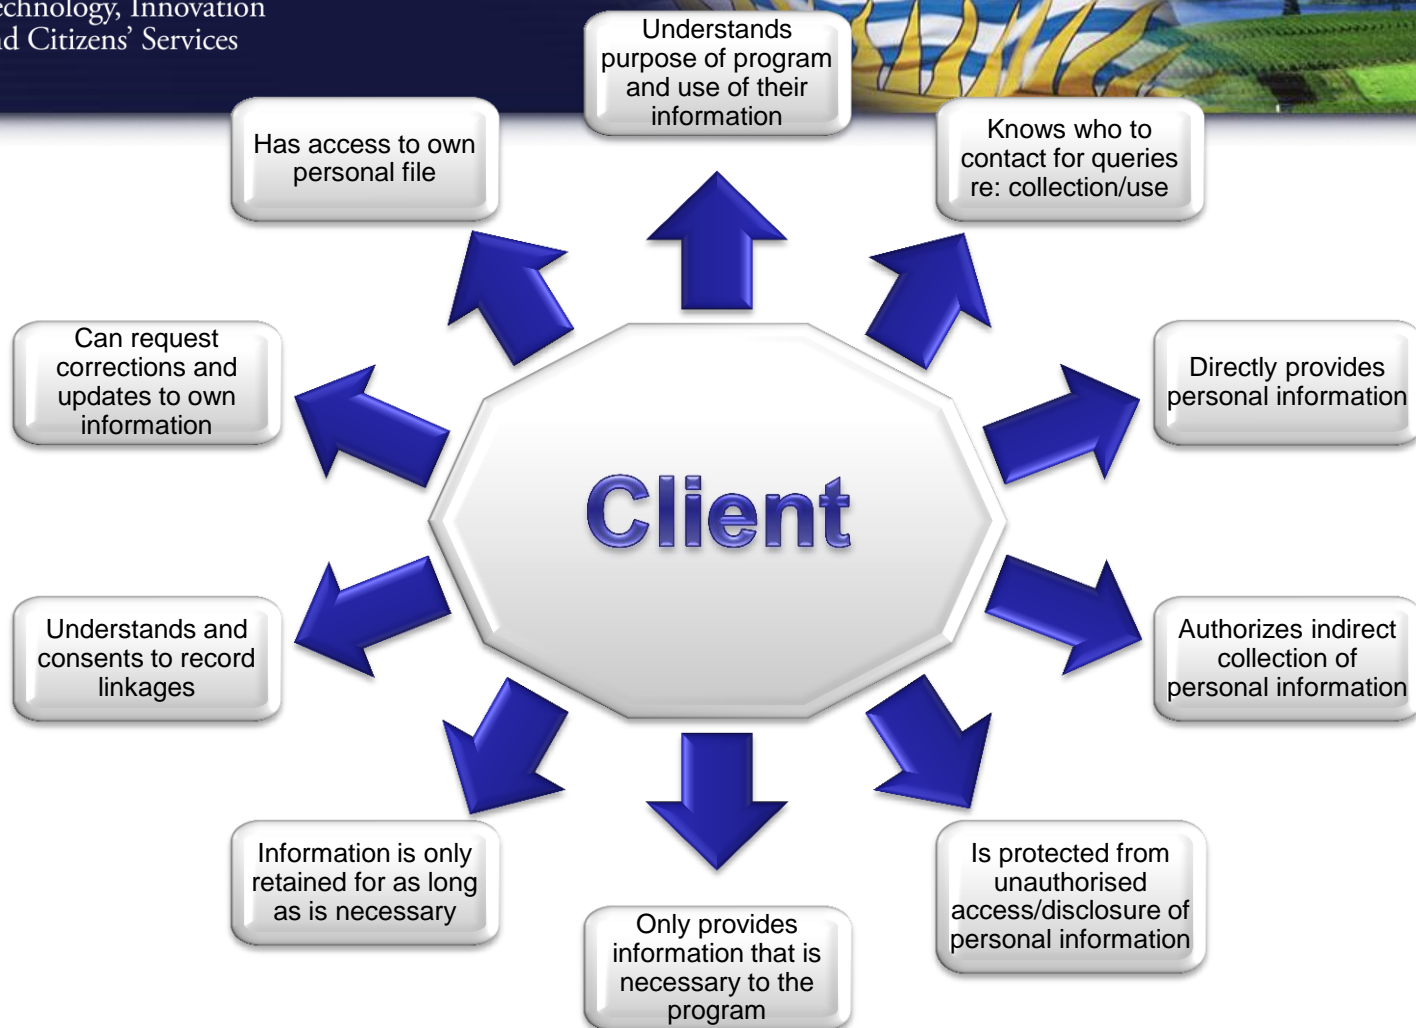 Technology, Innovation
and Citizens' Services
Understands
purpose of program
and use of their
information
Knows who to
contact for queries
re: collection/use
Directly provides
personal information
Authorizes indirect
collection of
personal information
Is protected from
unauthorised
access/disclosure of
personal information
Only provides
information that is
necessary to the
program
Information is only
retained for as long
as is necessary
Understands and
consents to record
linkages
Can request
corrections and
updates to own
information
Has access to own
personal file
Client